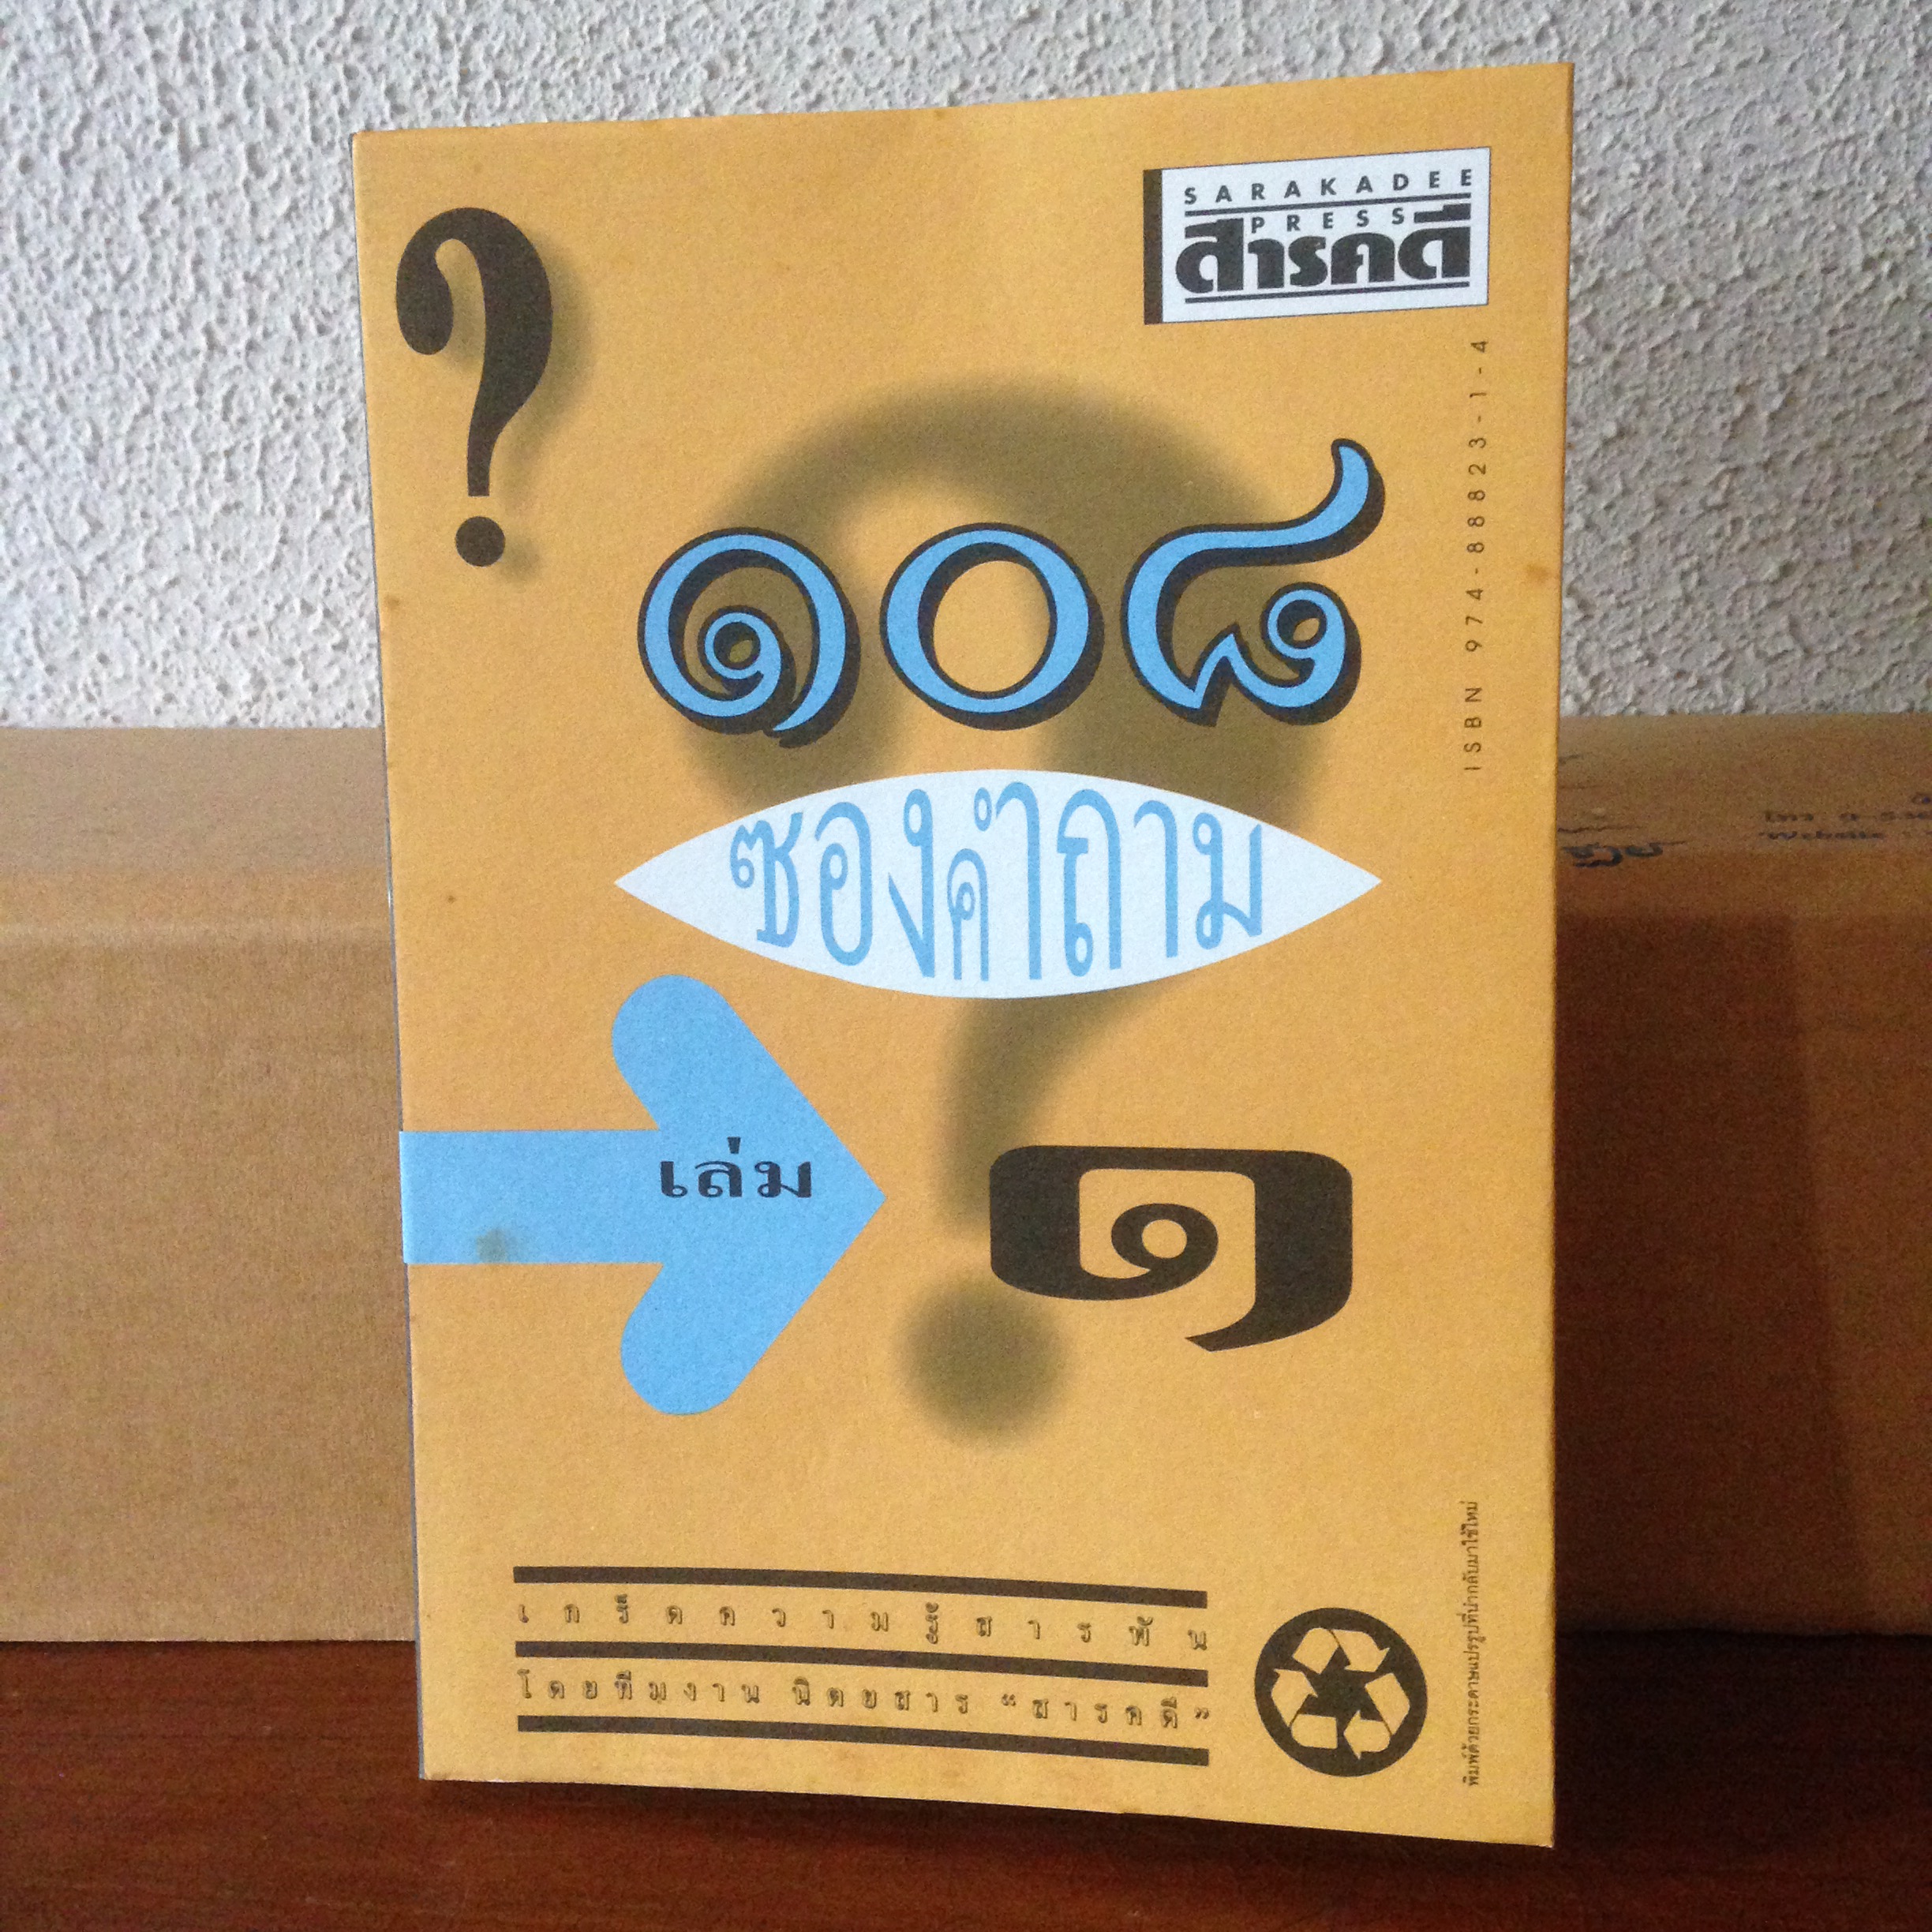 SARAKADEE
PRESS
สารคดี
ISBN 974-88823-1-4
?
๑๐๘
ซองคำถาม
เล่ม
๑
เกร็ดความรู้สารพัน
โดยทีมงาน นิตยสาร “สารคดี”
พิมพ์ด้วยกระดาษแปรรูปที่นำกลับมาใช้ใหม่
Website